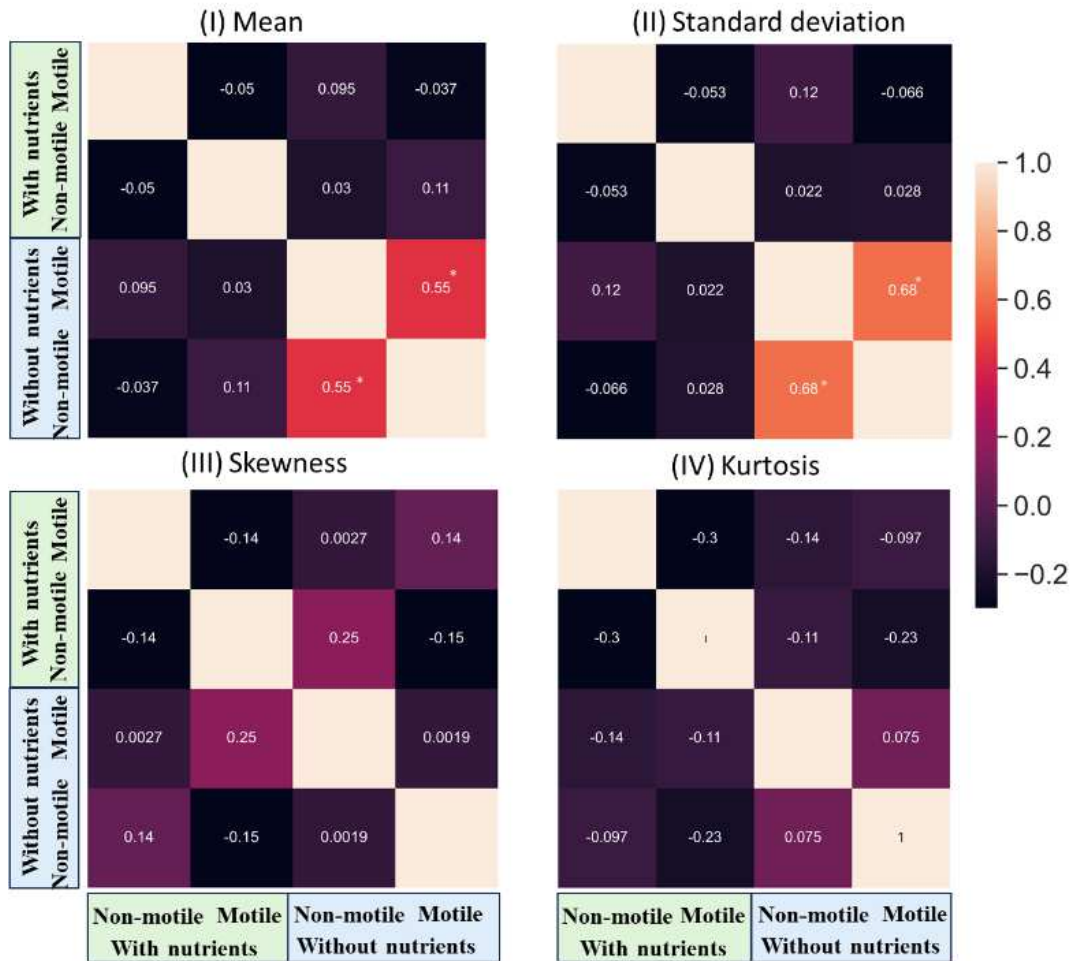 (I) Mean
(II) Standard deviation
With nutrients
Non-motile Motile
Without nutrients
Non-motile Motile
-0.05 0.095 -0.037
-0.05 0.03 0.11
0.095 0.03 0.55*
-0.037 0.11 0.55 *
-0.053 0.12 -0.066
-0.053 0.022 0.028
0.12 0.022 0.68*
-0.066 0.028 0.68*
1.0
0.8
0.6
0.4
0.2
0.0
−0.2
(III) Skewness
(IV) Kurtosis
With nutrients
Non-motile Motile
Without nutrients
Non-motile Motile
-0.14 0.0027 0.14
-0.14 0.25 -0.15
0.0027 0.25 0.0019
0.14 -0.15 0.0019
-0.3 -0.14 -0.097
-0.3 -0.11 -0.23
-0.14 -0.11 0.075
-0.097 -0.23 0.075 1
Non-motile Motile
With nutrients
Non-motile Motile
Without nutrients
Non-motile Motile
With nutrients
Non-motile Motile
Without nutrients